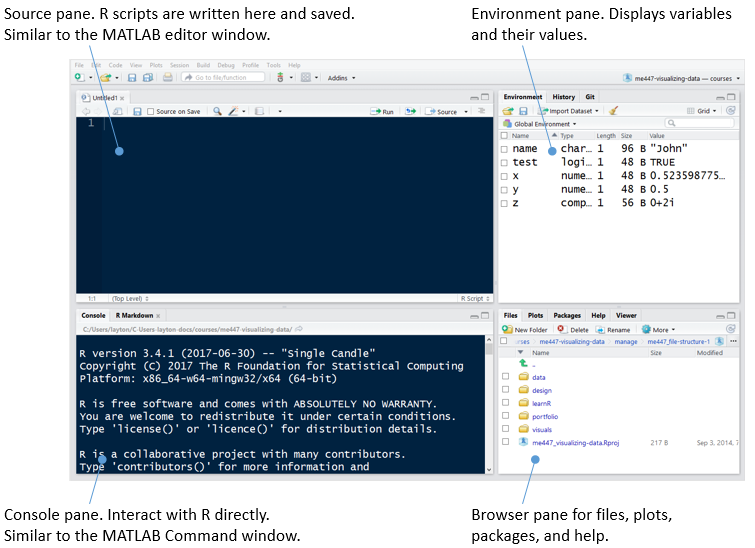 Source pane. R scripts are written here and saved.
Similar to the MATLAB editor window.
Environment pane. Displays variables
and their values.
File Edit Code View Plots Session Build Debug Profile Tools Help
Go to file/function
Addins
me447-visualizing-data — courses
Untitled1
Source on Save
Run
Source
1
1:1 (Top Level)
R Script
Environment History Git
Import Dataset
Grid
Global Environment
Name Type Length Size Value
name char… 1 96 B "John"
test logi… 1 48 B TRUE
x nume… 1 48 B 0.523598775…
y nume… 1 48 B 0.5
z comp… 1 56 B 0+2i
Console R Markdown
C:/Users/layton/C-Users-layton-docs/courses/me447-visualizing-data/
R version 3.4.1 (2017-06-30) -- "Single Candle"
Copyright (C) 2017 The R Foundation for Statistical Computing
Platform: x86_64-w64-mingw32/x64 (64-bit)
R is free software and comes with ABSOLUTELY NO WARRANTY.
You are welcome to redistribute it under certain conditions.
Type 'license()' or 'licence()' for distribution details.
R is a collaborative project with many contributors.
Type 'contributors()' for more information and
Files Plots Packages Help Viewer
New Folder Delete Rename More
rses me447-visualizing-data manage me447_file-structure-1
Name Size Modified
..
data
design
learnR
portfolio
visuals
me447_visualizing-data.Rproj 217 B Sep 3, 2014, 7
Console pane. Interact with R directly.
Similar to the MATLAB Command window.
Browser pane for files, plots,
packages, and help.